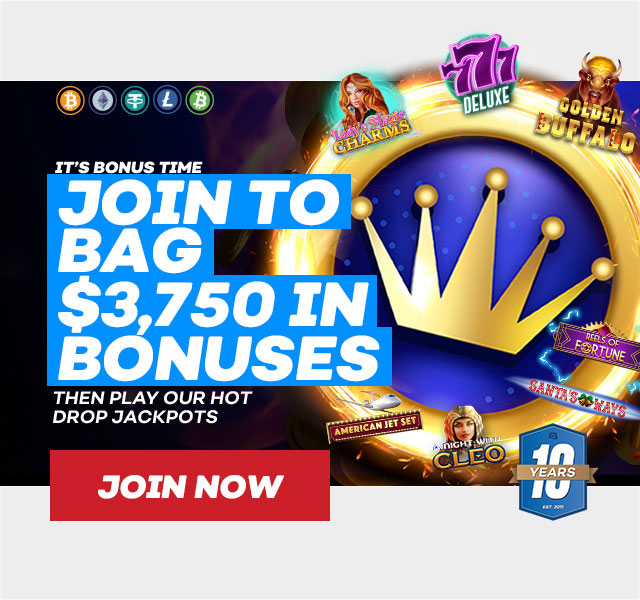 777
DELUXE
GOLDEN
BUFFALO
Lady's Magic
CHARMS
IT'S BONUS TIME
JOIN TO
BAG
$3,750 IN
BONUSES
THEN PLAY OUR HOT
DROP JACKPOTS
REELS OF
FORTUNE
SANTA'S WAYS
AMERICAN JET SET
A NIGHT WITH
CLEO
JOIN NOW
10
YEARS
EST. 2011